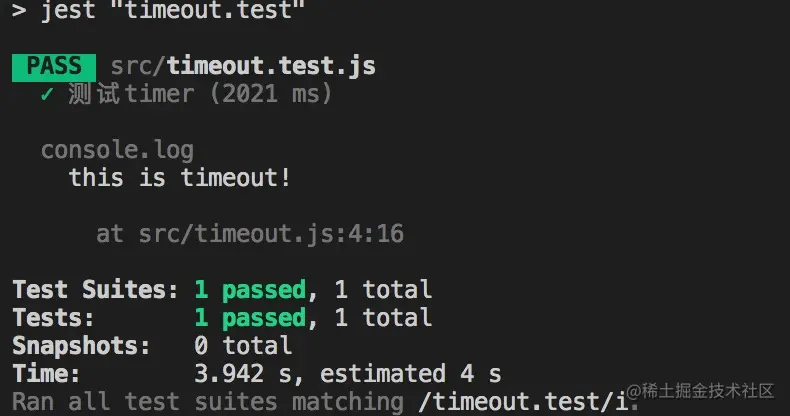 > jest "timeout.test"
PASS src/timeout.test.js
✓ 测试timer (2021 ms)
console.log
this is timeout!
at src/timeout.js:4:16
Test Suites: 1 passed, 1 total
Tests: 1 passed, 1 total
Snapshots: 0 total
Time: 3.942 s, estimated 4 s
Ran all test suites matching /timeout.test/i.
@稀土掘金技术社区